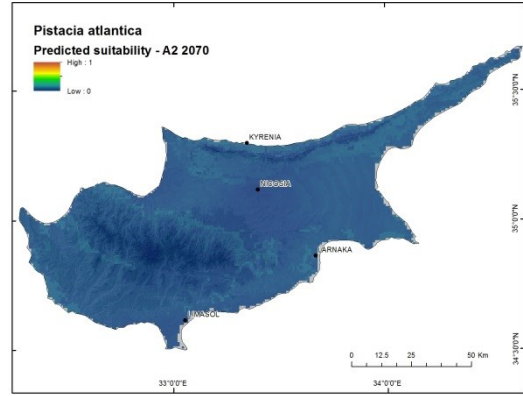 Pistacia atlantica
Predicted suitability - A2 2070
High : 1
Low : 0
KYRENIA
NICOSIA
LARNAKA
LIMASOL
35°30'0"N
35°0'0"N
34°30'0"N
0 12.5 25 50 Km
33°0'0"E 34°0'0"E